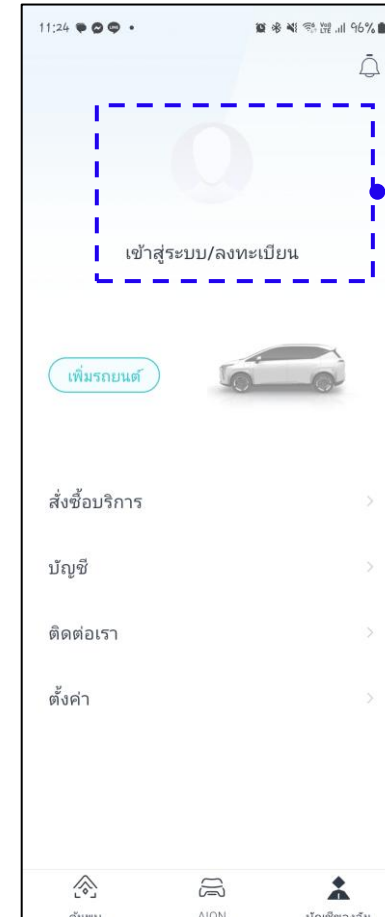 11:24
96%
เข้าสู่ระบบ/ลงทะเบียน
เพิ่มรถยนต์
สั่งซื้อบริการ
บัญชี
ติดต่อเรา
ตั้งค่า
AION